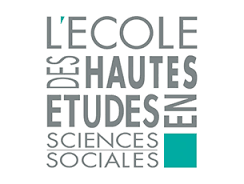 L'ECOLE
DES HAUTES
ETUDES EN
SCIENCES
SOCIALES